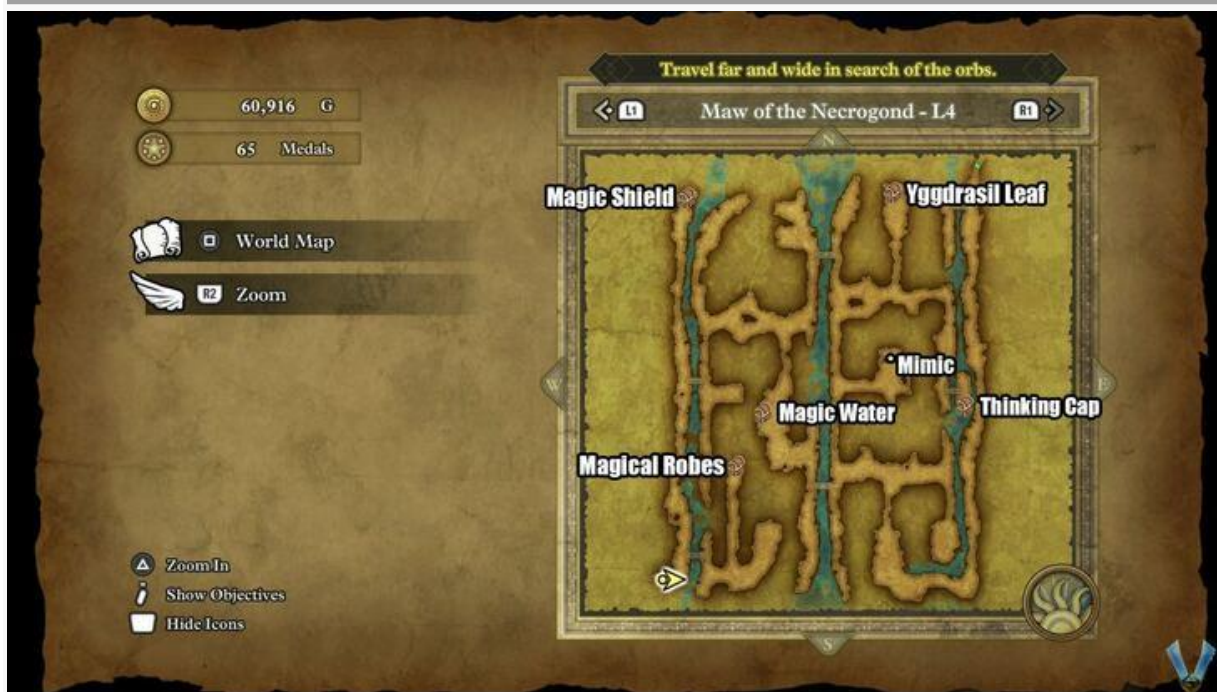 Travel far and wide in search of the orbs.
60,916 G
L1 Maw of the Necrogond - L4 R1
65 Medals
N
Magic Shield
Yggdrasil Leaf
World Map
R2 Zoom
Mimic
W
E
Magic Water
Thinking Cap
Magical Robes
Zoom In
Show Objectives
Hide Icons
S